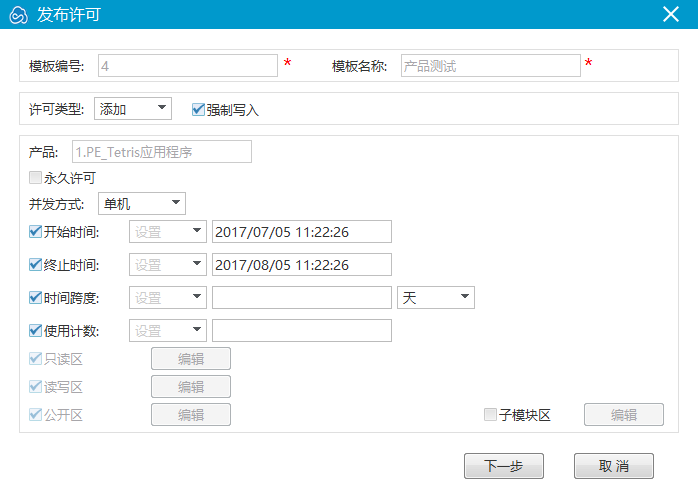 发布许可
模板编号: 4 * 模板名称: 产品测试 *
许可类型: 添加 强制写入
产品: 1.PE_Tetris应用程序
永久许可
并发方式: 单机
开始时间: 设置 2017/07/05 11:22:26
终止时间: 设置 2017/08/05 11:22:26
时间跨度: 设置 天
使用计数: 设置
只读区 编辑
读写区 编辑
公开区 编辑 子模块区 编辑
下一步 取 消